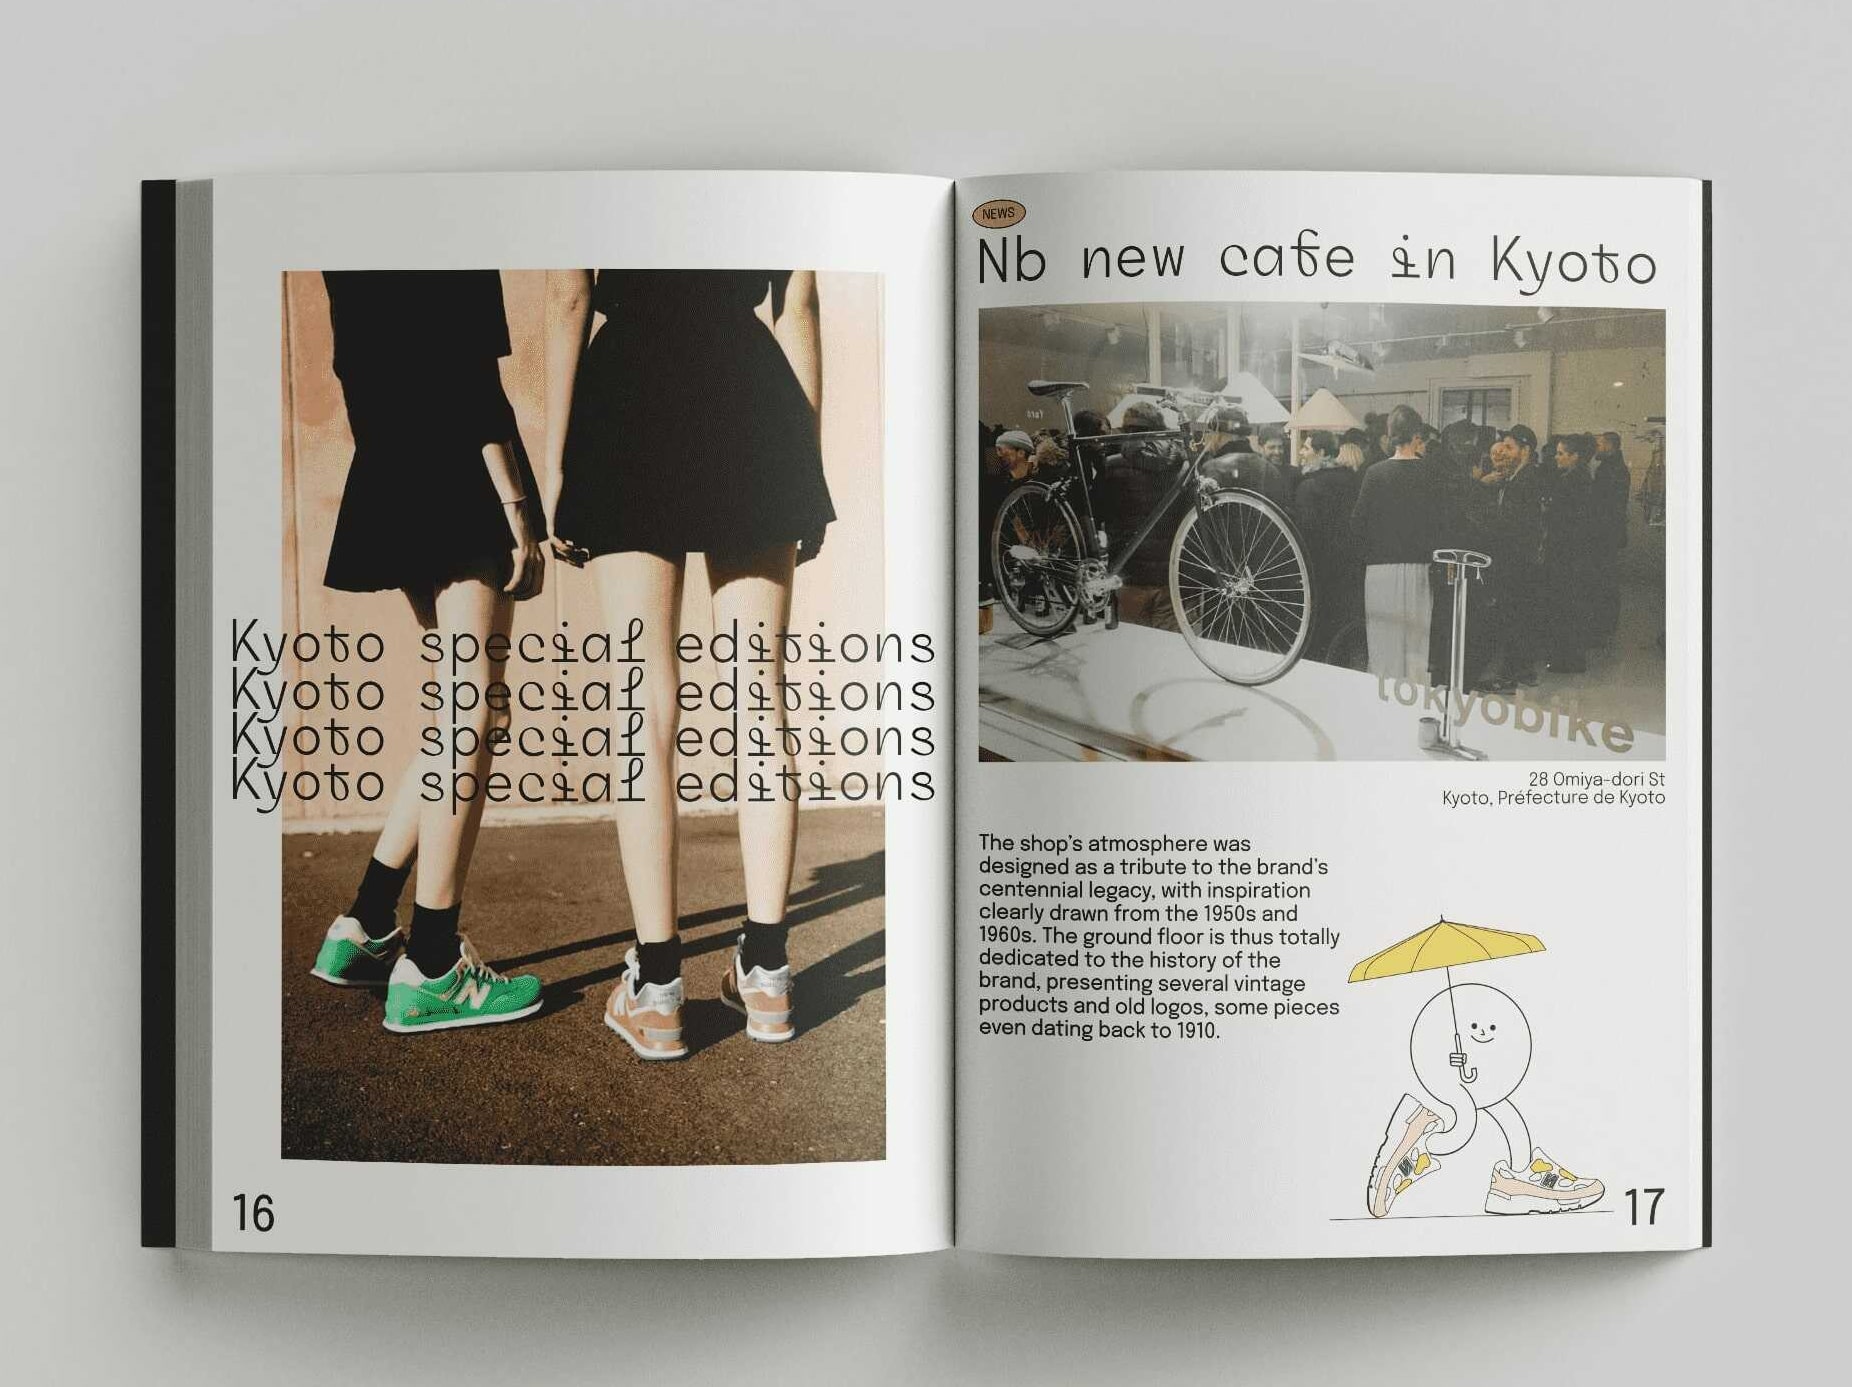 Kyoto special editions
Kyoto special editions
Kyoto special editions
Kyoto special editions
16
NEWS
Nb new cafe in Kyoto
tokyobike
28 Omiya-dori St
Kyoto, Préfecture de Kyoto
The shop's atmosphere was
designed as a tribute to the brand's
centennial legacy, with inspiration
clearly drawn from the 1950s and
1960s. The ground floor is thus totally
dedicated to the history of the
brand, presenting several vintage
products and old logos, some pieces
even dating back to 1910.
17